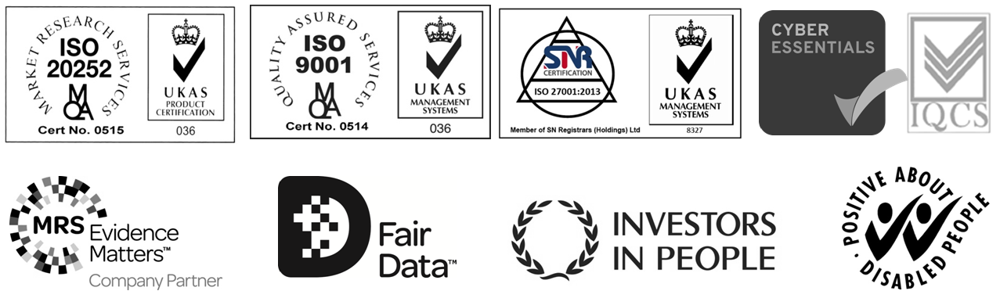 MARKET RESEARCH SERVICES
ISO
20252
MQA
Cert No. 0515
UKAS
PRODUCT
CERTIFICATION
036
QUALITY ASSURED SERVICES
ISO
9001
MQA
Cert No. 0514
UKAS
MANAGEMENT
SYSTEMS
036
SNR
CERTIFICATION
ISO 27001:2013
Member of SN Registrars (Holdings) Ltd
UKAS
MANAGEMENT
SYSTEMS
8327
CYBER
ESSENTIALS
IQCS
MRS Evidence
Matters™
Company Partner
Fair
Data™
INVESTORS
IN PEOPLE
POSITIVE ABOUT
· DISABLED PEOPLE